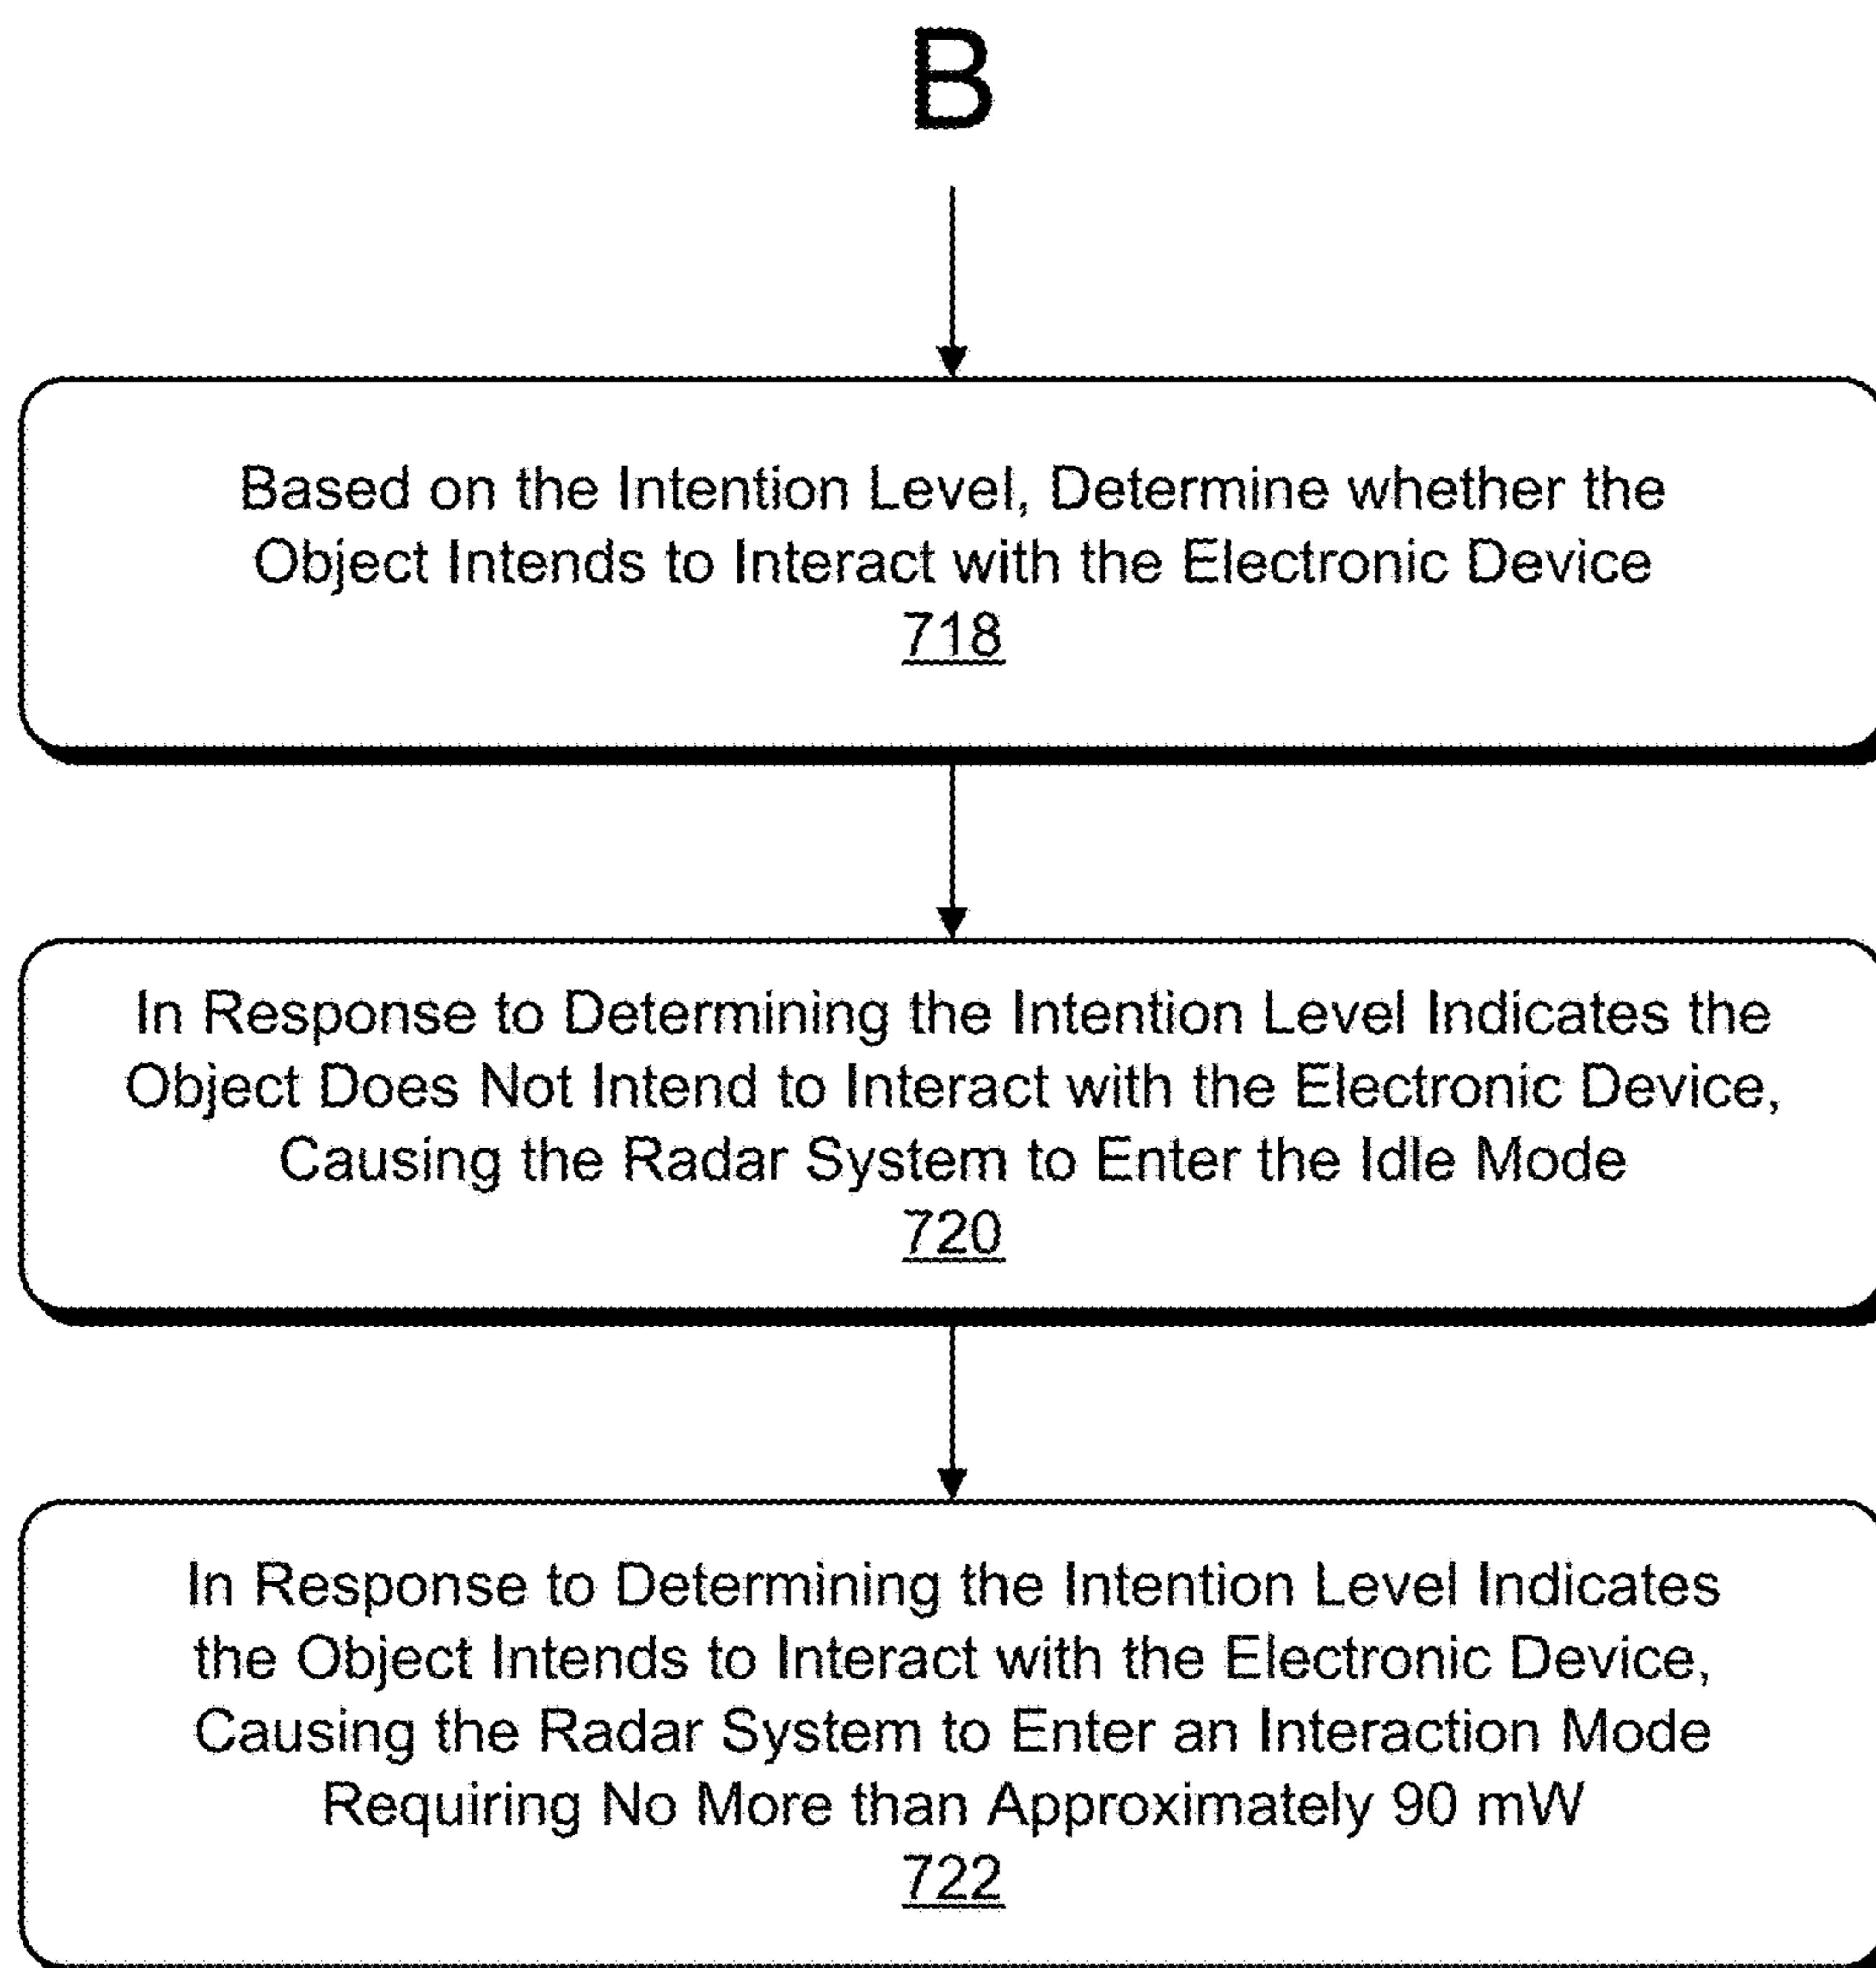 B
Based on the Intention Level, Determine whether the
Object Intends to Interact with the Electronic Device
718
In Response to Determining the Intention Level Indicates the
Object Does Not Intend to Interact with the Electronic Device,
Causing the Radar System to Enter the Idle Mode
720
In Response to Determining the Intention Level Indicates
the Object Intends to Interact with the Electronic Device,
Causing the Radar System to Enter an Interaction Mode
Requiring No More than Approximately 90 mW
722